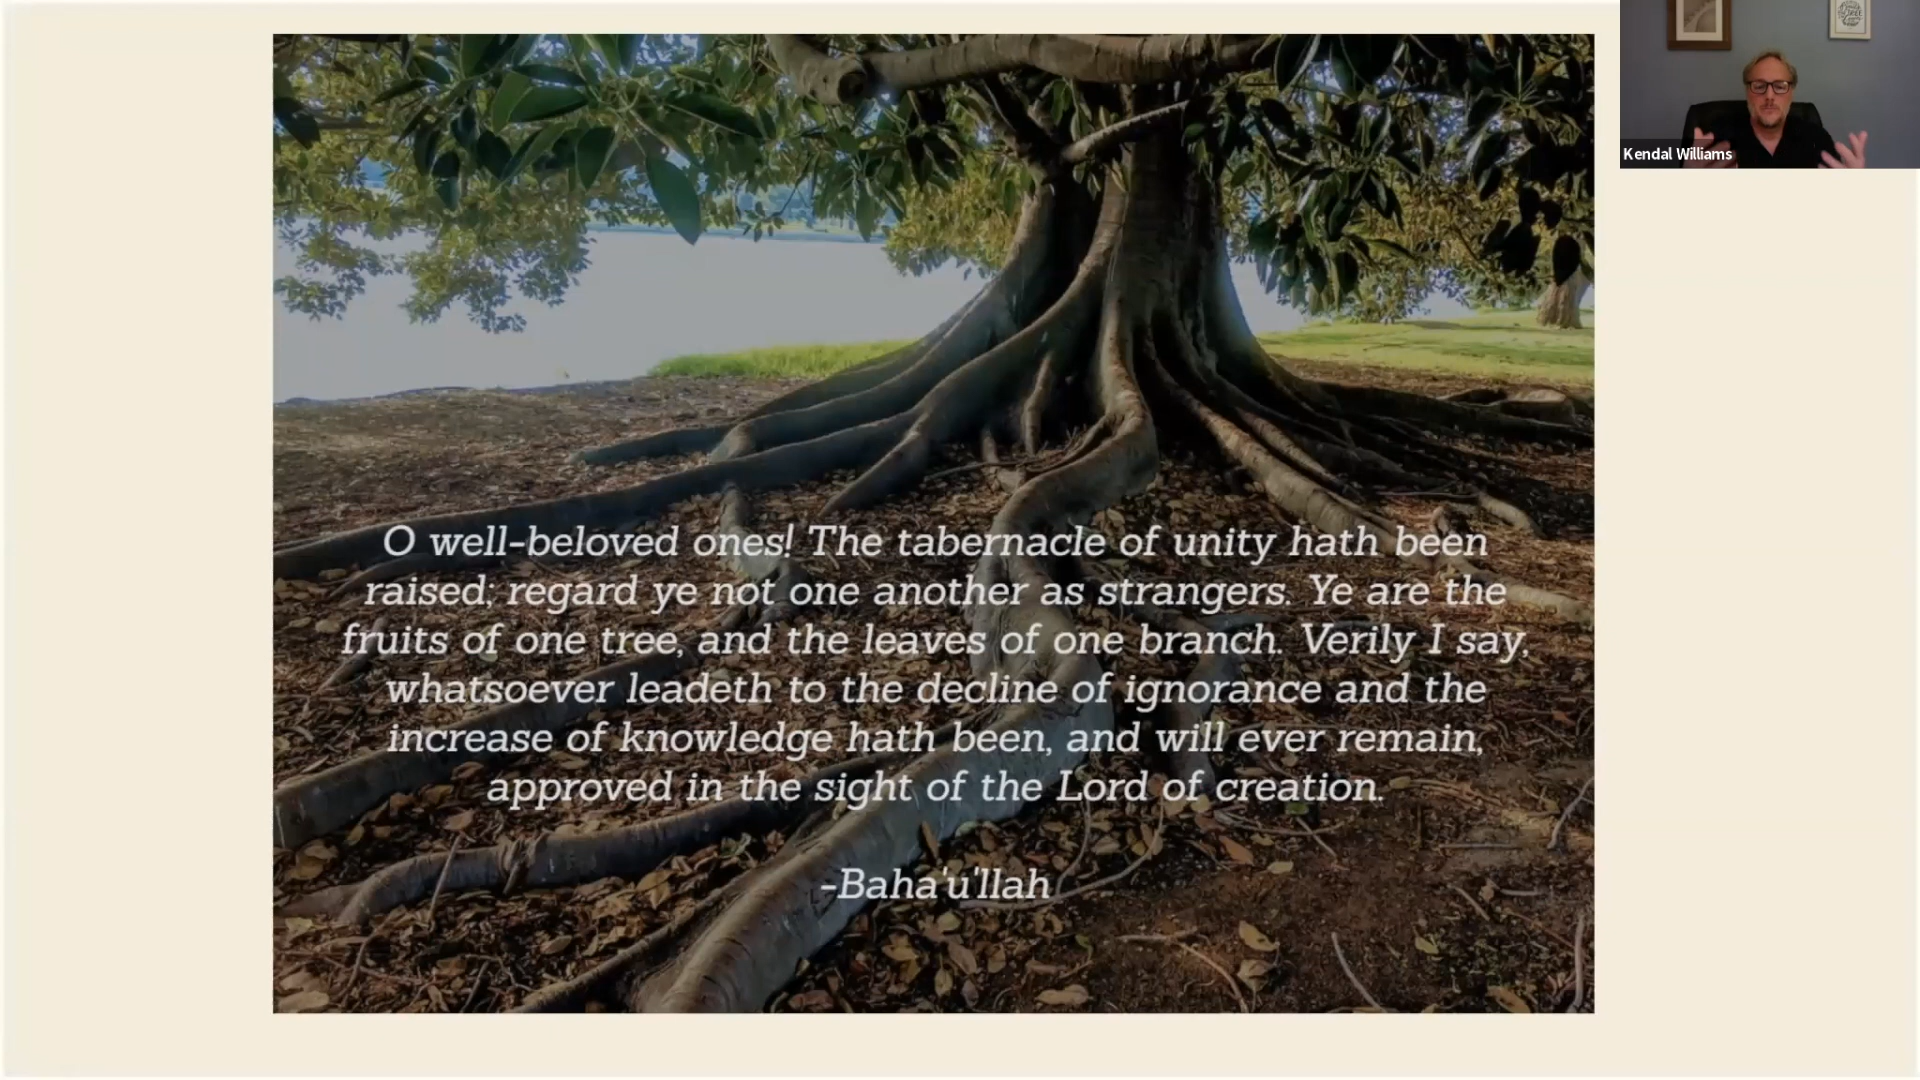 Kendal Williams
O well-beloved ones! The tabernacle of unity hath been
raised; regard ye not one another as strangers. Ye are the
fruits of one tree, and the leaves of one branch. Verily I say,
whatsoever leadeth to the decline of ignorance and the
increase of knowledge hath been, and will ever remain,
approved in the sight of the Lord of creation.
-Baha'u'llah